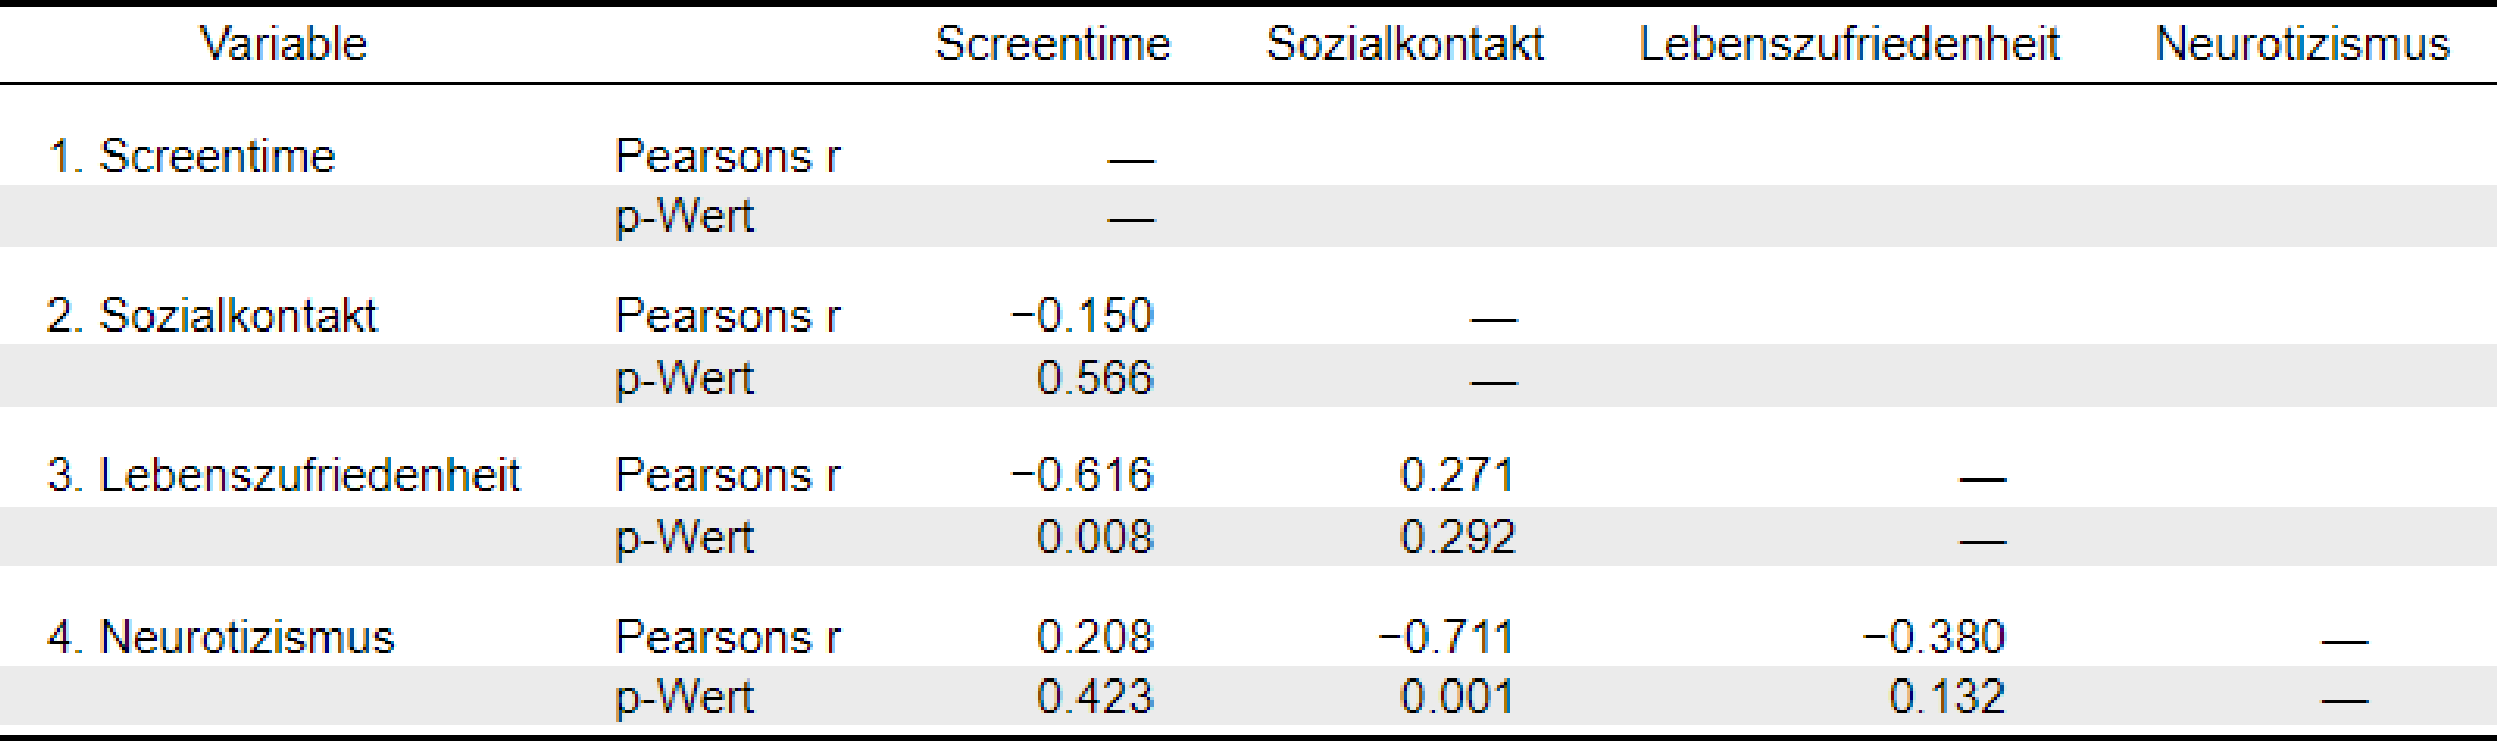 Variable Screentime Sozialkontakt Lebenszufriedenheit Neurotizismus
1. Screentime Pearsons r —
p-Wert —
2. Sozialkontakt Pearsons r −0.150 —
p-Wert 0.566 —
3. Lebenszufriedenheit Pearsons r −0.616 0.271 —
p-Wert 0.008 0.292 —
4. Neurotizismus Pearsons r 0.208 −0.711 −0.380 —
p-Wert 0.423 0.001 0.132 —